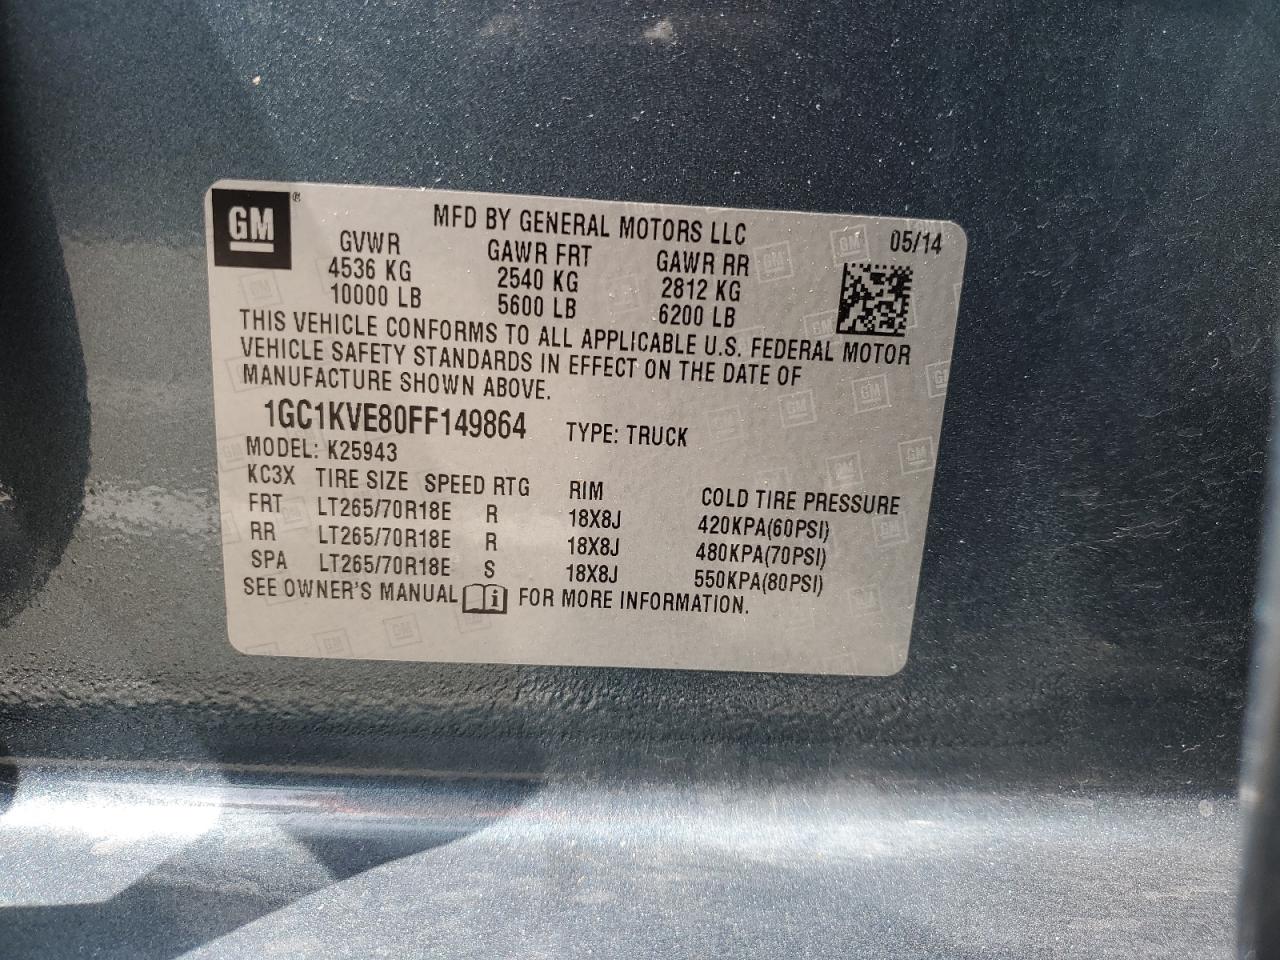 GM®
MFD BY GENERAL MOTORS LLC 05/14
GVWR GAWR FRT GAWR RR
4536 KG 2540 KG 2812 KG
10000 LB 5600 LB 6200 LB
THIS VEHICLE CONFORMS TO ALL APPLICABLE U.S. FEDERAL MOTOR
VEHICLE SAFETY STANDARDS IN EFFECT ON THE DATE OF
MANUFACTURE SHOWN ABOVE.
1GC1KVE80FF149864 TYPE: TRUCK
MODEL: K25943
KC3X TIRE SIZE SPEED RTG RIM COLD TIRE PRESSURE
FRT LT265/70R18E R 18X8J 420KPA(60PSI)
RR LT265/70R18E R 18X8J 480KPA(70PSI)
SPA LT265/70R18E S 18X8J 550KPA(80PSI)
SEE OWNER'S MANUAL i FOR MORE INFORMATION.